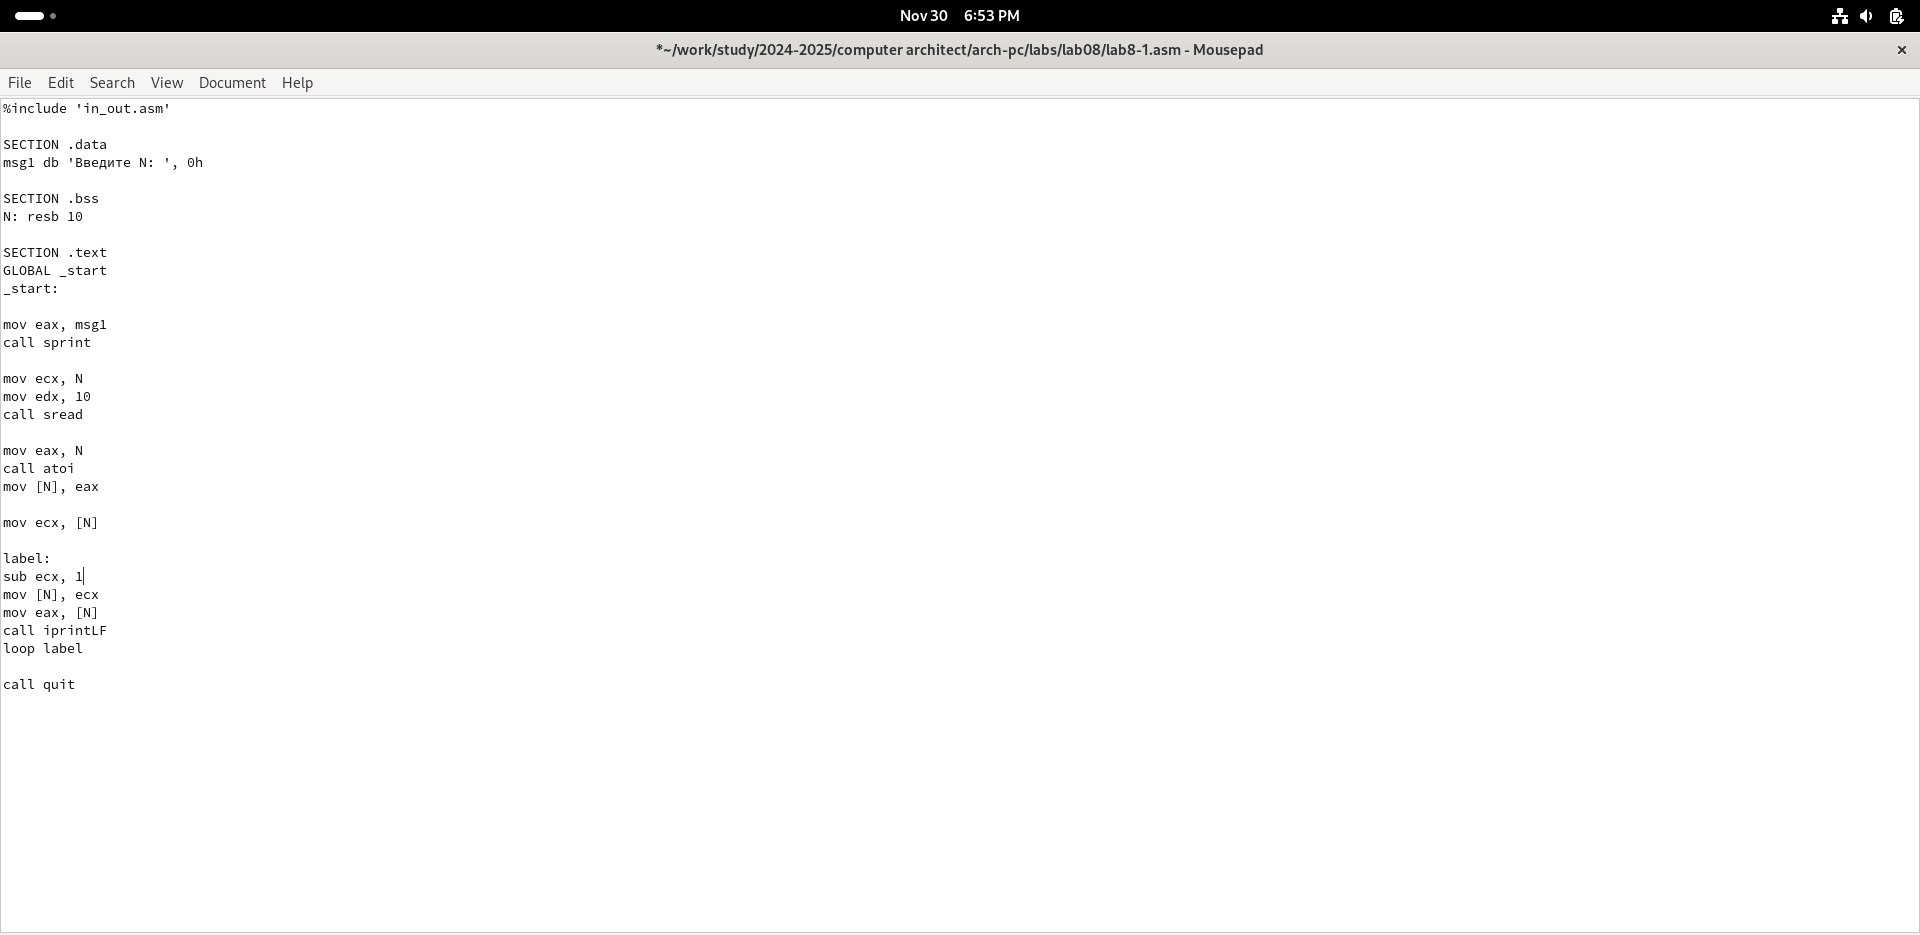 Nov 30 6:53 PM
*~/work/study/2024-2025/computer architect/arch-pc/labs/lab08/lab8-1.asm - Mousepad
File Edit Search View Document Help
%include 'in_out.asm'
SECTION .data
msg1 db 'Введите N: ', 0h
SECTION .bss
N: resb 10
SECTION .text
GLOBAL _start
_start:
mov eax, msg1
call sprint
mov ecx, N
mov edx, 10
call sread
mov eax, N
call atoi
mov [N], eax
mov ecx, [N]
label:
sub ecx, 1
mov [N], ecx
mov eax, [N]
call iprintLF
loop label
call quit